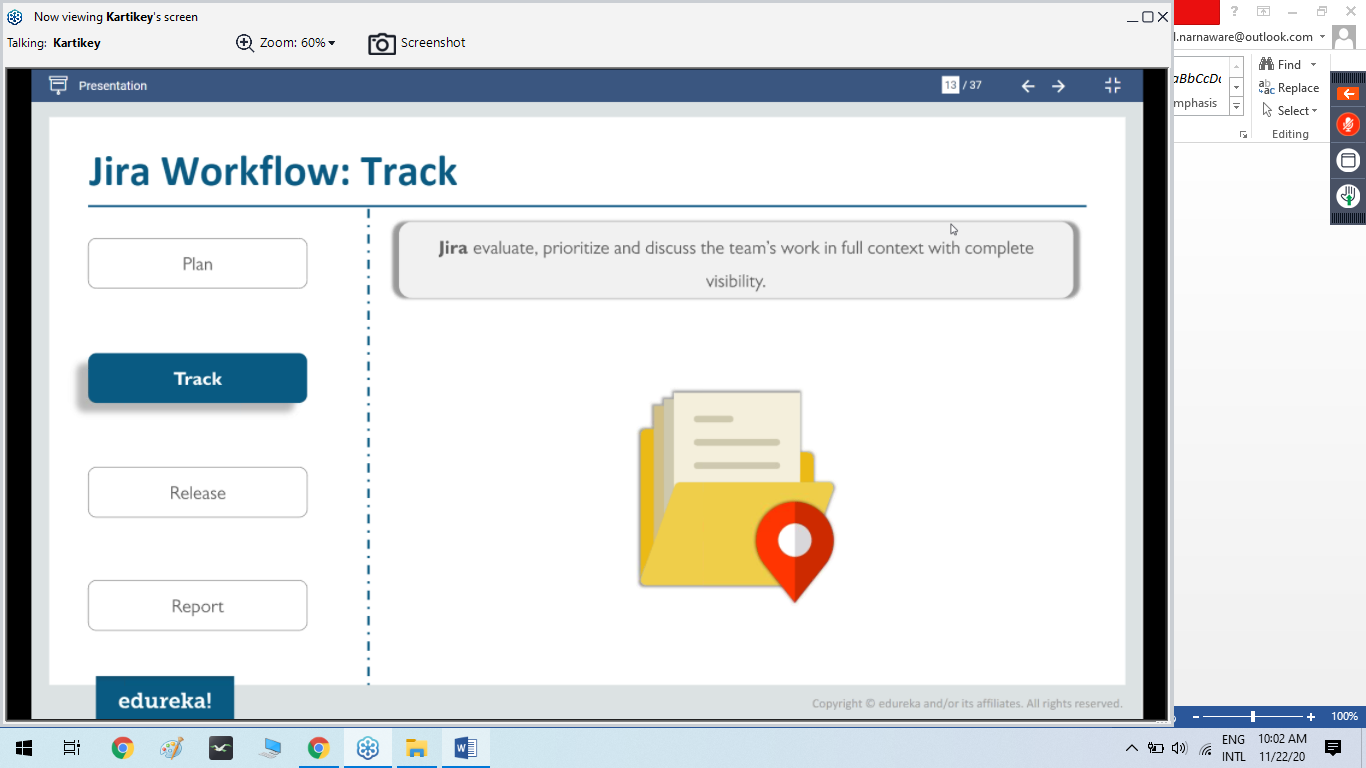 Now viewing Kartikey's screen
Talking: Kartikey
Zoom: 60%
Screenshot
l.narnaware@outlook.com
Find
Replace
Select
Editing
mphasis
Presentation
13 / 37
Jira Workflow: Track
Plan
Track
Release
Report
Jira evaluate, prioritize and discuss the team's work in full context with complete
visibility.
edureka!
Copyright © edureka and/or its affiliates. All rights reserved.
100%
ENG
INTL
10:02 AM
11/22/20